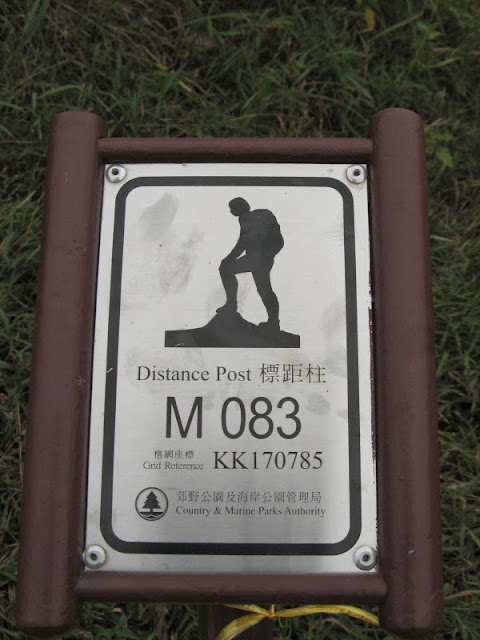 Distance Post 標距柱
M 083
格網座標
Grid Reference KK170785
郊野公園及海岸公園管理局
Country & Marine Parks Authority